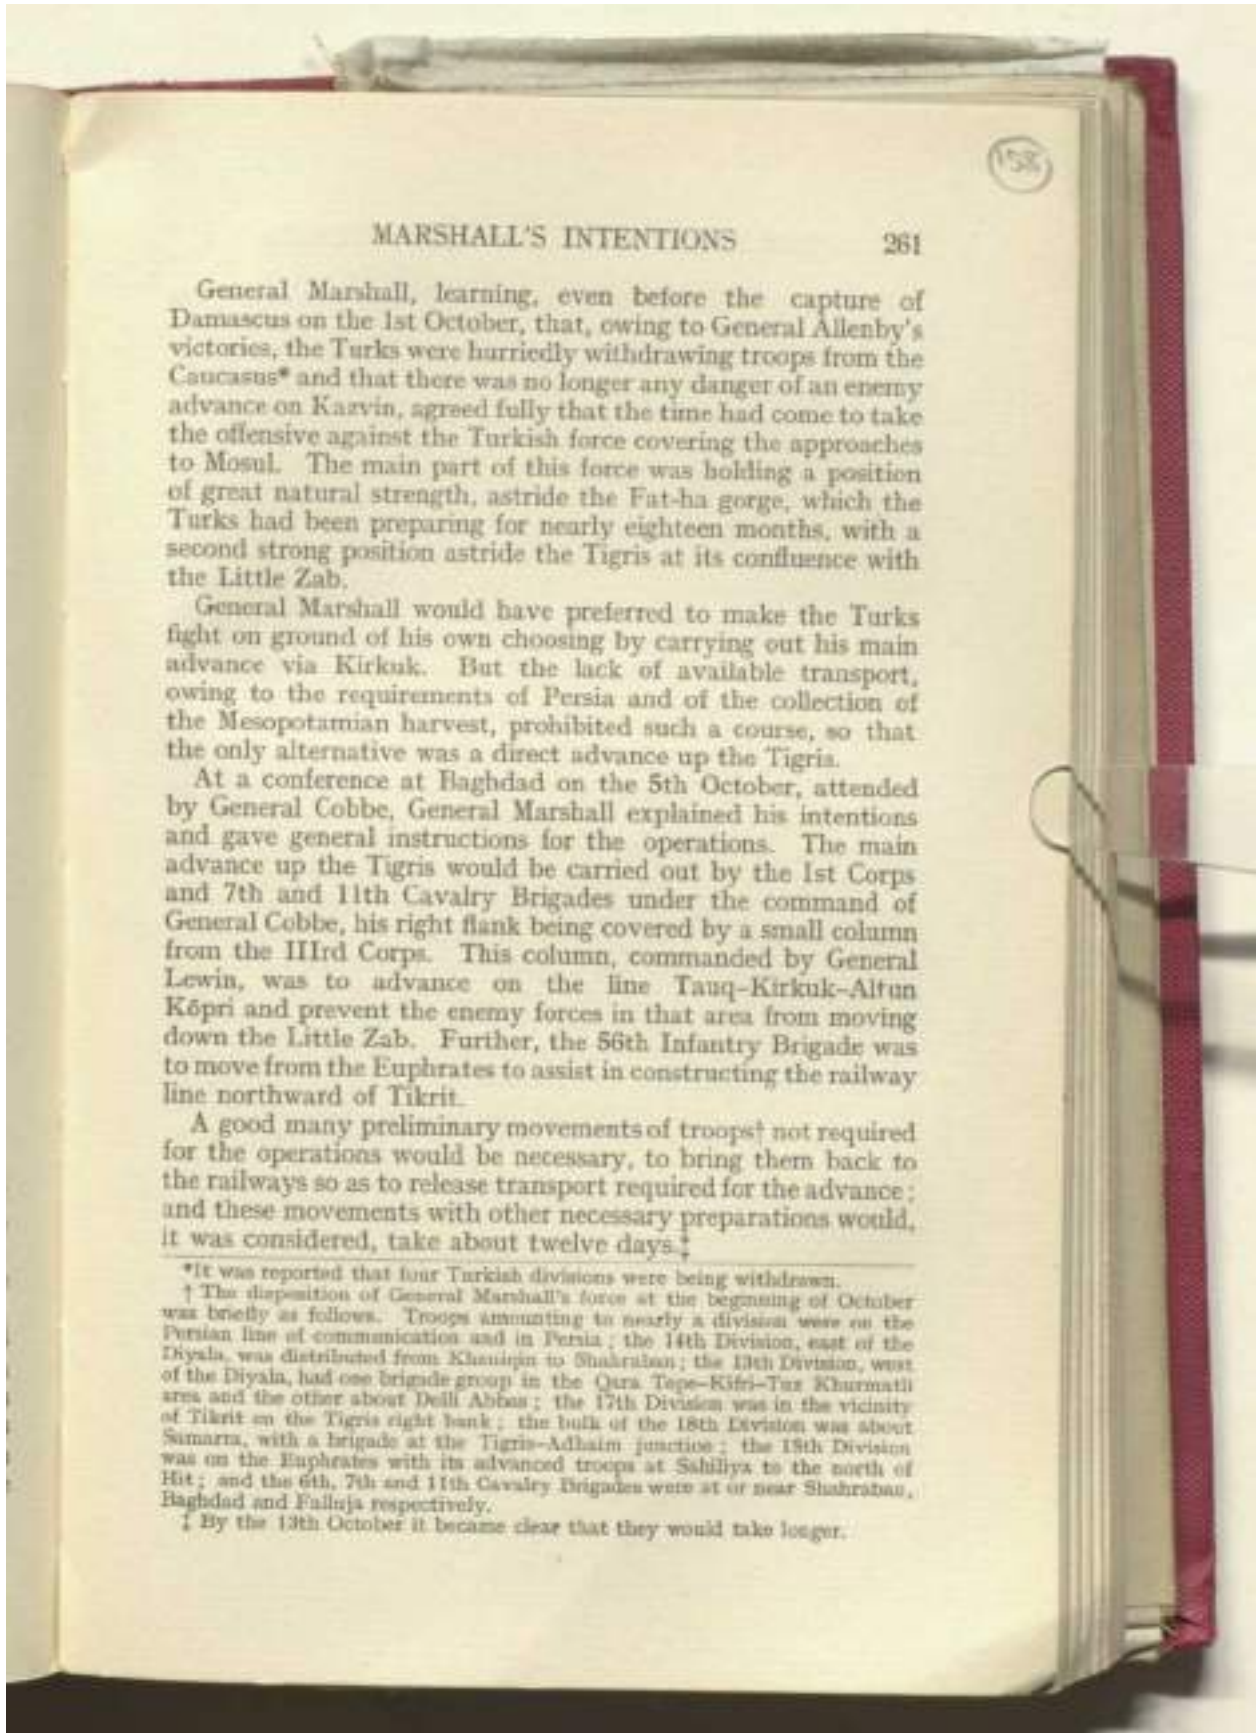 158
MARSHALL'S INTENTIONS 261
General Marshall, learning, even before the capture of
Damascus on the 1st October, that, owing to General Allenby's
victories, the Turks were hurriedly withdrawing troops from the
Caucasus* and that there was no longer any danger of an enemy
advance on Kazvin, agreed fully that the time had come to take
the offensive against the Turkish force covering the approaches
to Mosul. The main part of this force was holding a position
of great natural strength, astride the Fat-ha gorge, which the
Turks had been preparing for nearly eighteen months, with a
second strong position astride the Tigris at its confluence with
the Little Zab.
General Marshall would have preferred to make the Turks
fight on ground of his own choosing by carrying out his main
advance via Kirkuk. But the lack of available transport,
owing to the requirements of Persia and of the collection of
the Mesopotamian harvest, prohibited such a course, so that
the only alternative was a direct advance up the Tigris.
At a conference at Baghdad on the 5th October, attended
by General Cobbe, General Marshall explained his intentions
and gave general instructions for the operations. The main
advance up the Tigris would be carried out by the Ist Corps
and 7th and 11th Cavalry Brigades under the command of
General Cobbe, his right flank being covered by a small column
from the IIIrd Corps. This column, commanded by General
Lewin, was to advance on the line Tauq–Kirkuk–Altun
Köpri and prevent the enemy forces in that area from moving
down the Little Zab. Further, the 56th Infantry Brigade was
to move from the Euphrates to assist in constructing the railway
line northward of Tikrit.
A good many preliminary movements of troops† not required
for the operations would be necessary, to bring them back to
the railways so as to release transport required for the advance;
and these movements with other necessary preparations would,
it was considered, take about twelve days.‡
*It was reported that four Turkish divisions were being withdrawn.
† The disposition of General Marshall's force at the beginning of October
was briefly as follows. Troops amounting to nearly a division were on the
Persian line of communication and in Persia; the 14th Division, east of the
Diyala, was distributed from Khaniqin to Shahraban; the 13th Division, west
of the Diyala, had one brigade group in the Qara Tepe–Kifri–Tuz Khurmatli
area and the other about Delli Abbas; the 17th Division was in the vicinity
of Tikrit on the Tigris right bank; the bulk of the 18th Division was about
Samarra, with a brigade at the Tigris–Adhaim junction; the 15th Division
was on the Euphrates with its advanced troops at Sahiliya to the north of
Hit; and the 6th, 7th and 11th Cavalry Brigades were at or near Shahraban,
Baghdad and Falluja respectively.
‡ By the 13th October it became clear that they would take longer.